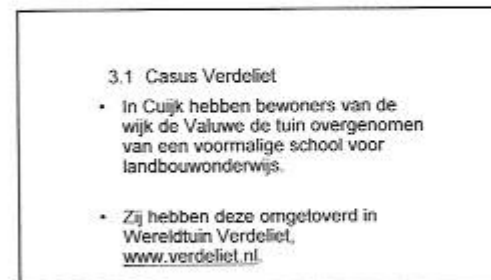 3.1 Casus Verdeliet
• In Cuijk hebben bewoners van de
wijk de Valuwe de tuin overgenomen
van een voormalige school voor
landbouwonderwijs.
• Zij hebben deze omgetoverd in
Wereldtuin Verdeliet,
www.verdeliet.nl.